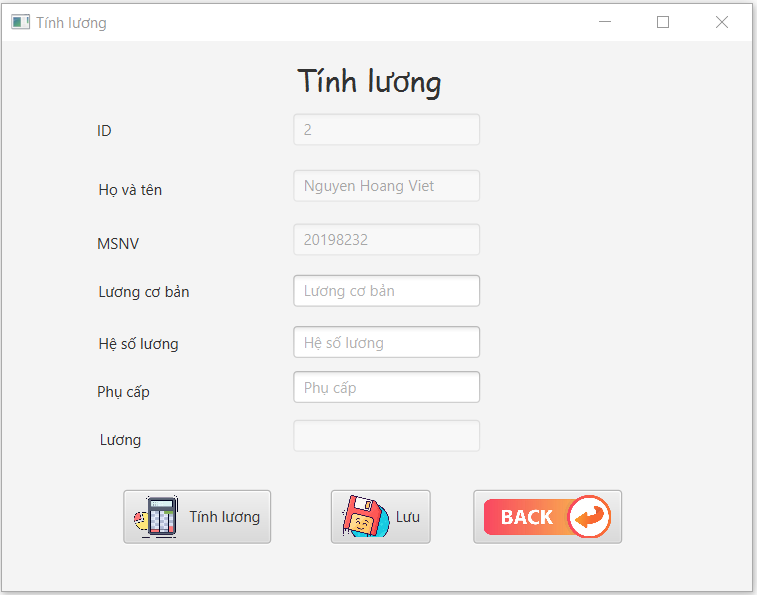 Tính lương
Tính lương
ID
2
Họ và tên
Nguyen Hoang Viet
MSNV
20198232
Lương cơ bản
Lương cơ bản
Hệ số lương
Hệ số lương
Phụ cấp
Phụ cấp
Lương
Tính lương
Lưu
BACK